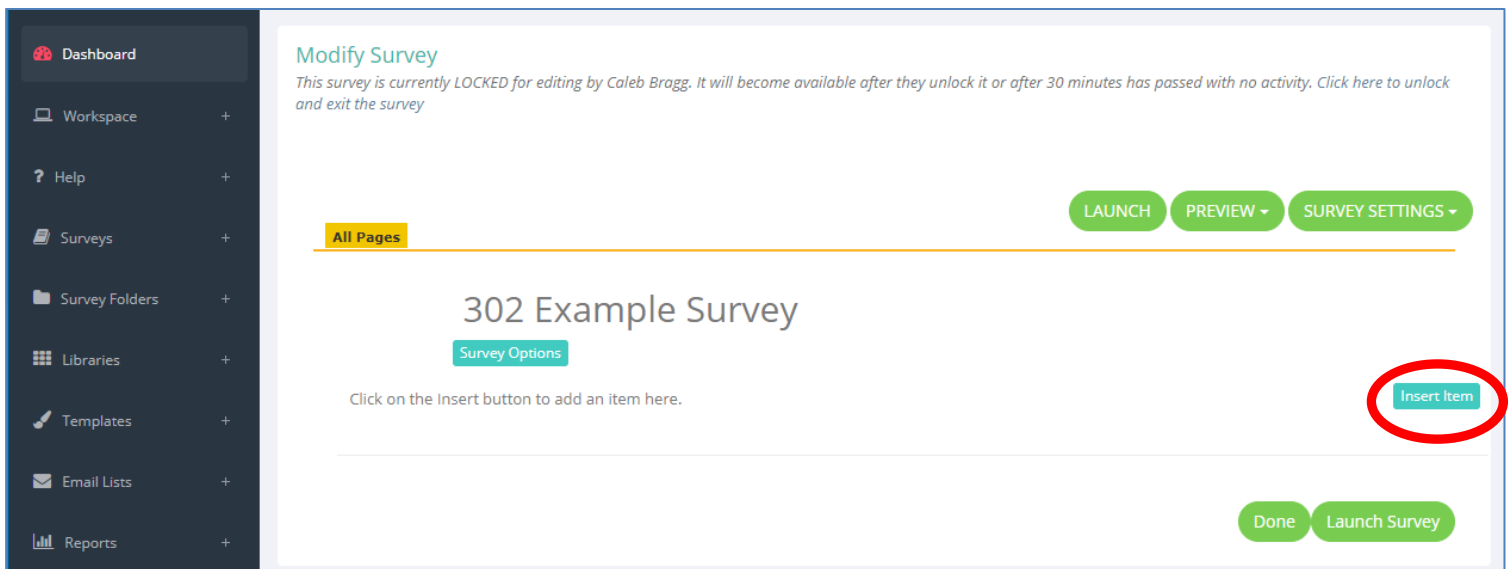 Dashboard
Workspace +
? Help +
Surveys +
Survey Folders +
Libraries +
Templates +
Email Lists +
Reports +
Modify Survey
This survey is currently LOCKED for editing by Caleb Bragg. It will become available after they unlock it or after 30 minutes has passed with no activity. Click here to unlock
and exit the survey
LAUNCH PREVIEW SURVEY SETTINGS
All Pages
302 Example Survey
Survey Options
Click on the Insert button to add an item here. Insert Item
Done Launch Survey